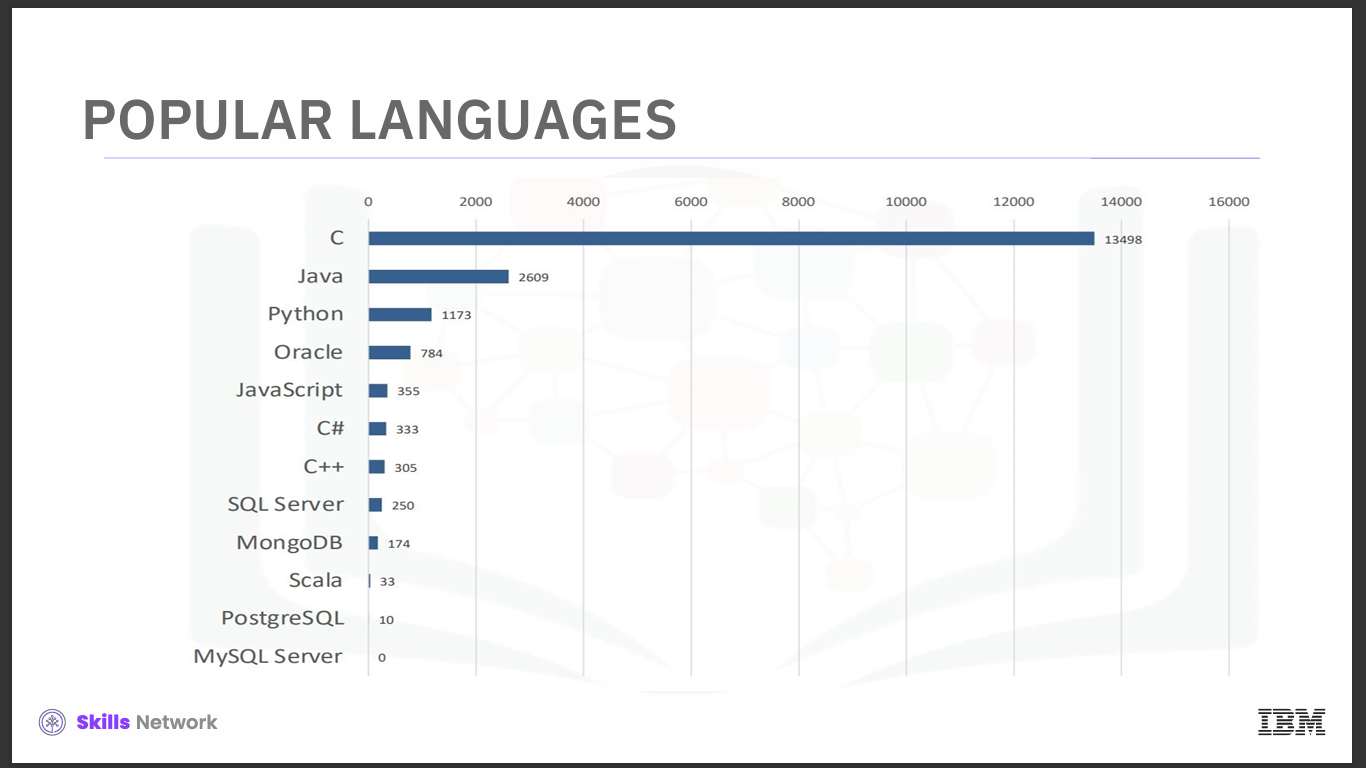 POPULAR LANGUAGES
0 2000 4000 6000 8000 10000 12000 14000 16000
C 13498
Java 2609
Python 1173
Oracle 784
JavaScript 355
C# 333
C++ 305
SQL Server 250
MongoDB 174
Scala 33
PostgreSQL 10
MySQL Server 0
Skills Network IBM